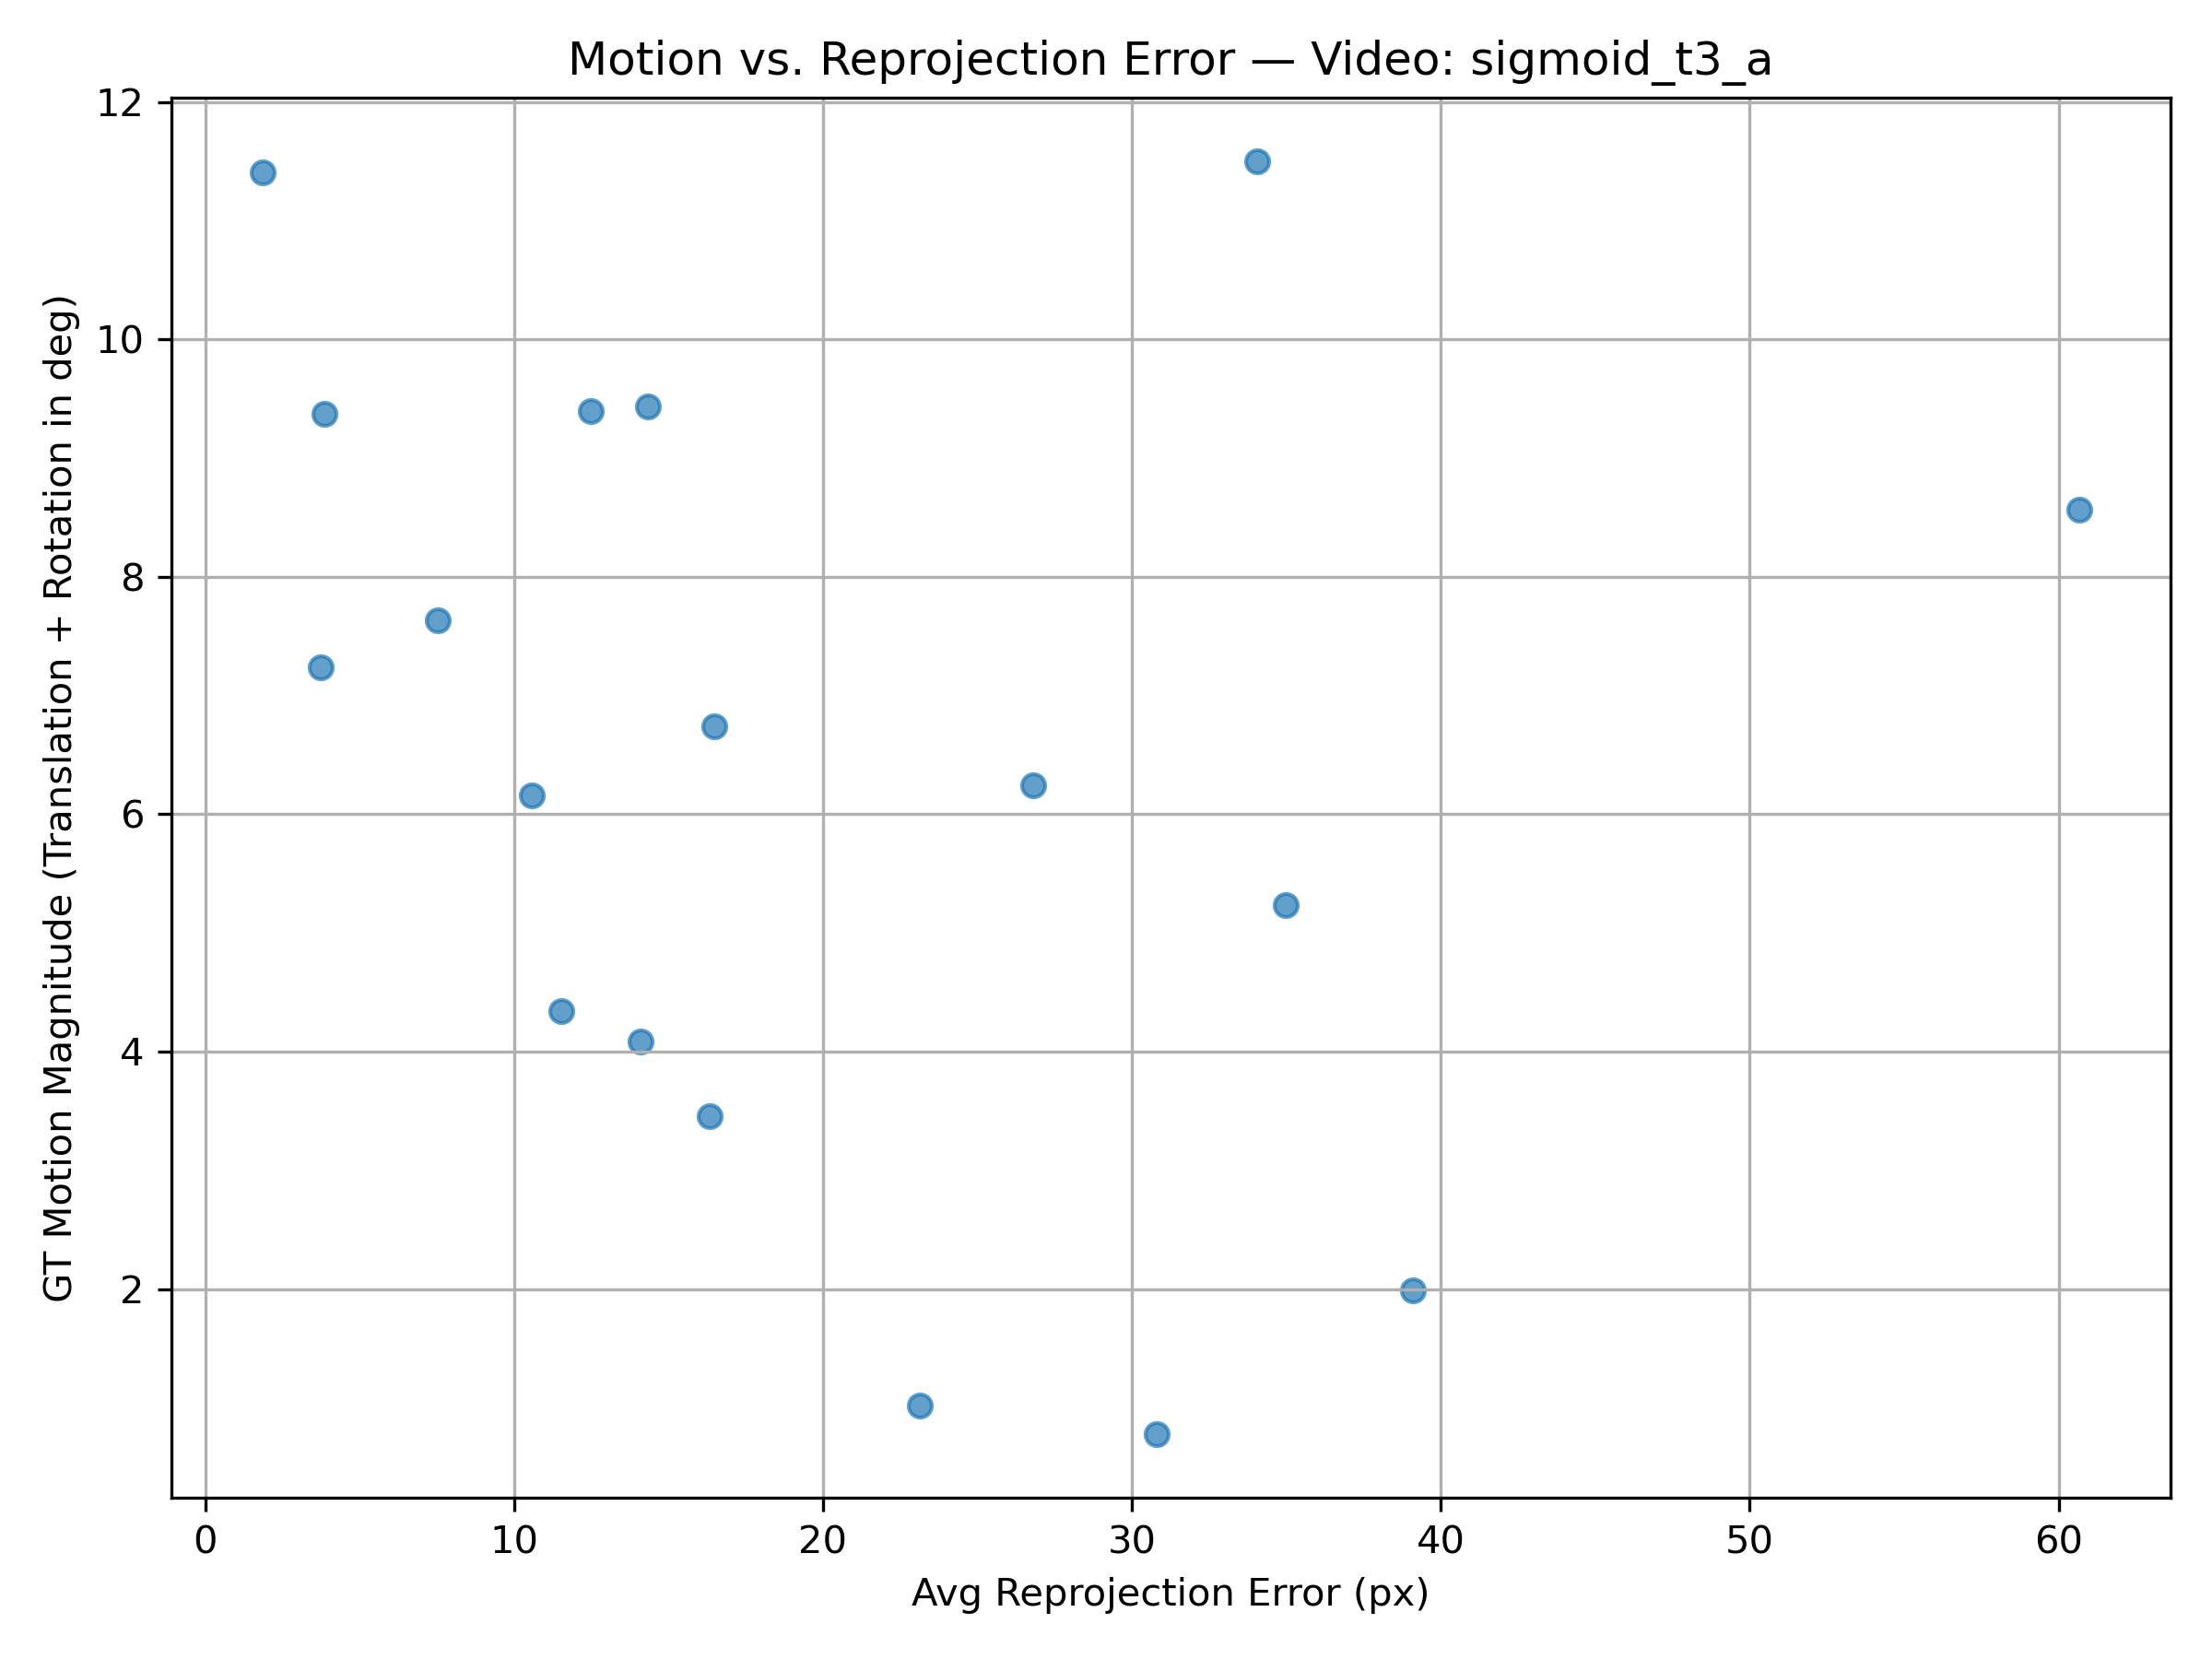 Motion vs. Reprojection Error — Video: sigmoid_t3_a
GT Motion Magnitude (Translation + Rotation in deg)
12
10
8
6
4
2
0 10 20 30 40 50 60
Avg Reprojection Error (px)